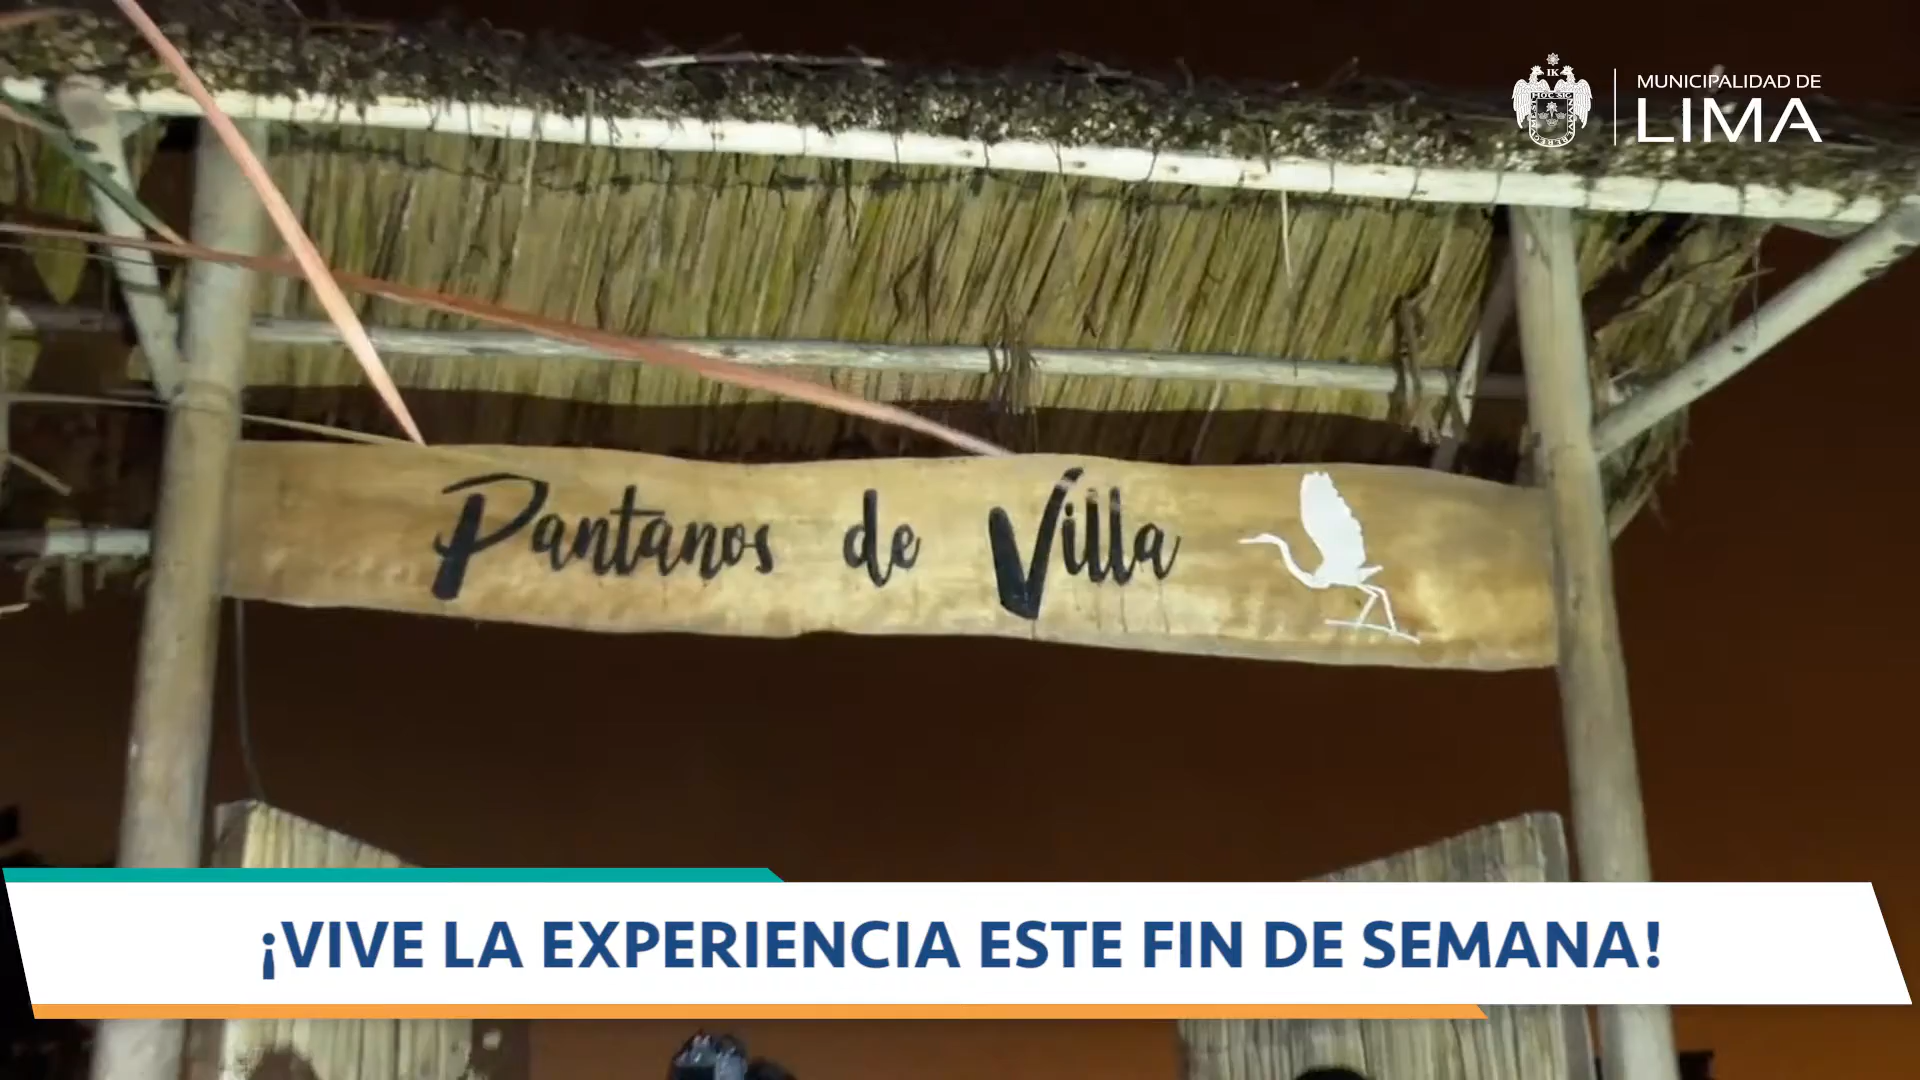 MUNICIPALIDAD DE
LIMA
Pantanos de Villa
¡VIVE LA EXPERIENCIA ESTE FIN DE SEMANA!